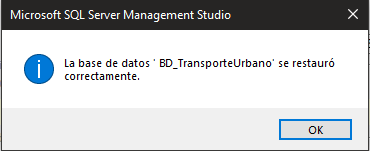 Microsoft SQL Server Management Studio
La base de datos ' BD_TransporteUrbano' se restauró
correctamente.
OK